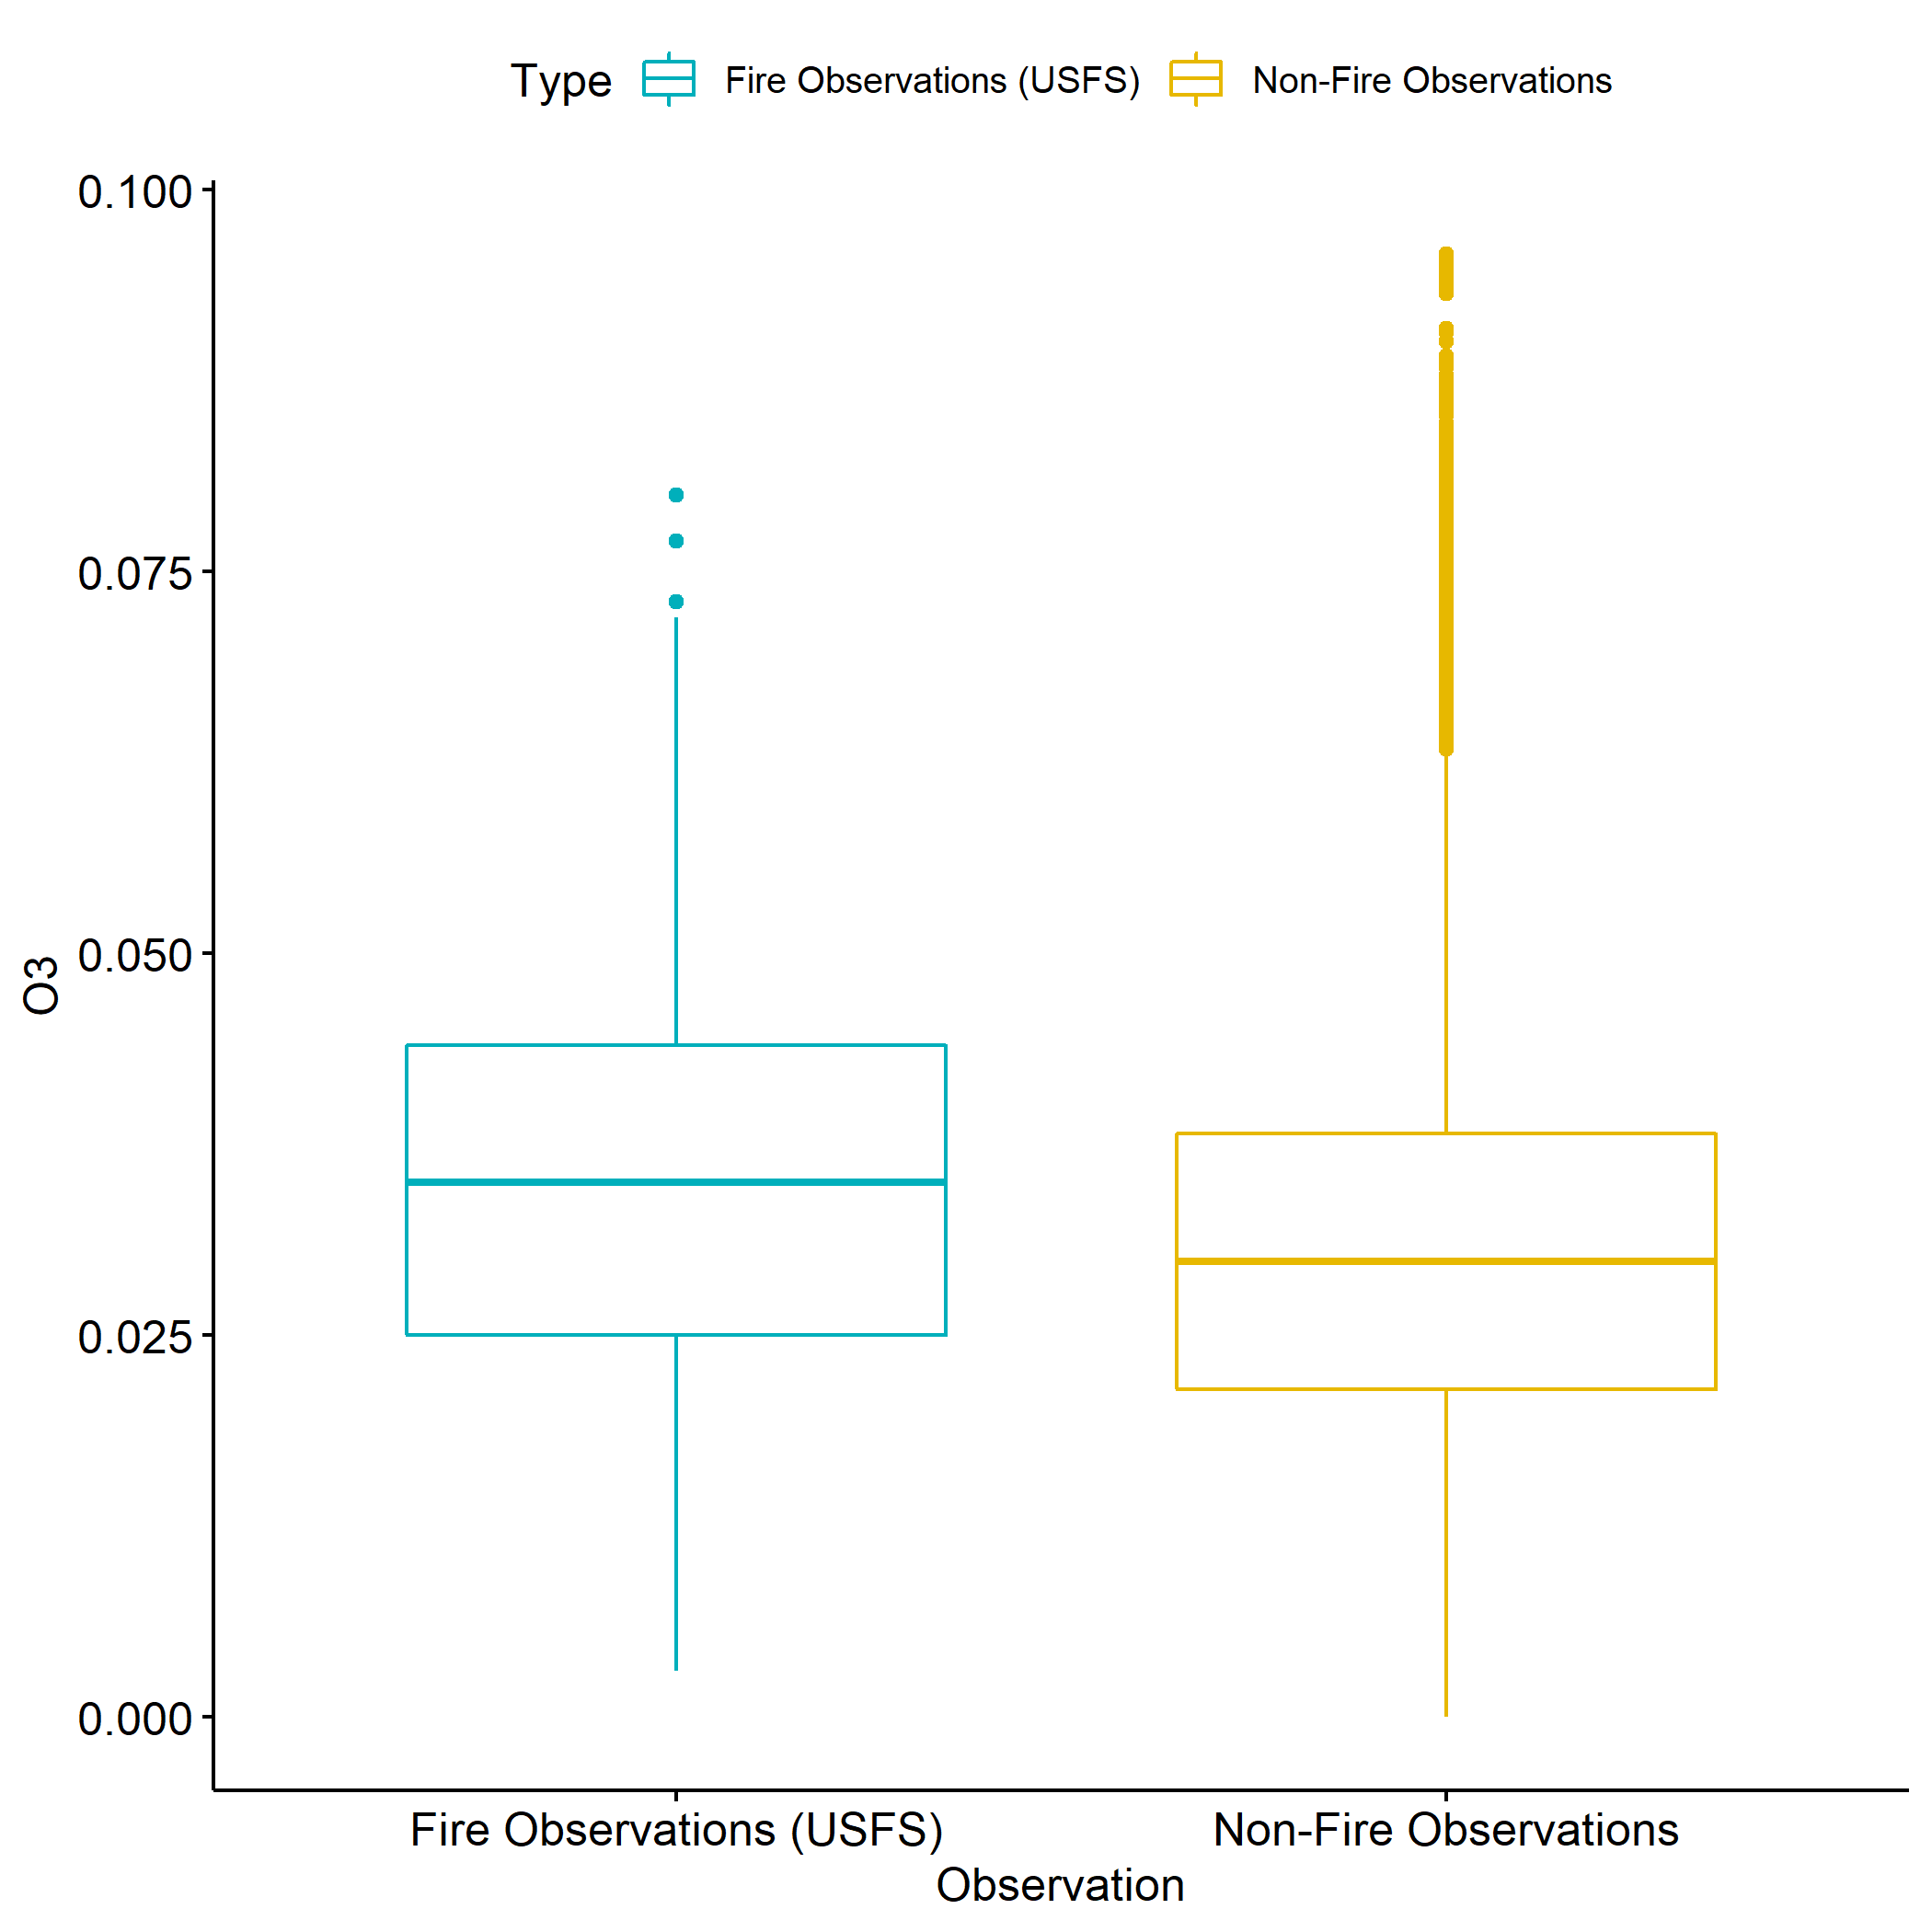 Type Fire Observations (USFS) Non-Fire Observations
0.100
0.075
0.050
0.025
0.000
O3
Fire Observations (USFS) Non-Fire Observations
Observation